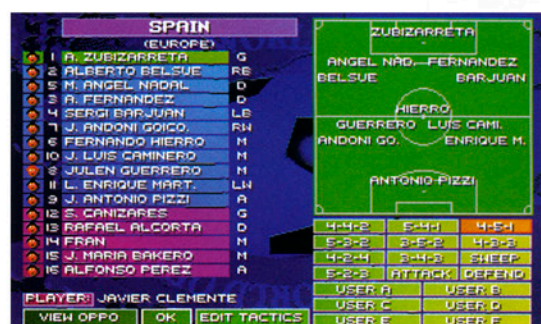 SPAIN
(EUROPE)
1 A. ZUBIZARRETA G
2 ALBERTO BELSUE RB
5 M. ANGEL NADAL D
3 A. FERNANDEZ D
4 SERGI BARJUAN LB
7 J. ANDONI GOICO. RW
6 FERNANDO HIERRO M
10 J. LUIS CAMINERO M
8 JULEN GUERRERO M
11 L. ENRIQUE MART. LW
9 J. ANTONIO PIZZI A
12 S. CANIZARES G
13 RAFAEL ALCORTA D
14 FRAN M
15 J. MARIA BAKERO M
16 ALFONSO PEREZ A
PLAYER: JAVIER CLEMENTE
VIEW OPPO OK EDIT TACTICS
ZUBIZARRETA
ANGEL NAD. FERNANDEZ
BELSUE BARJUAN
HIERRO
GUERRERO LUIS CAMI.
ANDONI GO. ENRIQUE M.
ANTONIO PIZZI
4-4-2 5-4-1 4-5-1
5-3-2 3-5-2 4-3-3
4-2-4 3-4-3 SWEEP
5-2-3 ATTACK DEFEND
USER A USER B
USER C USER D
USER E USER F